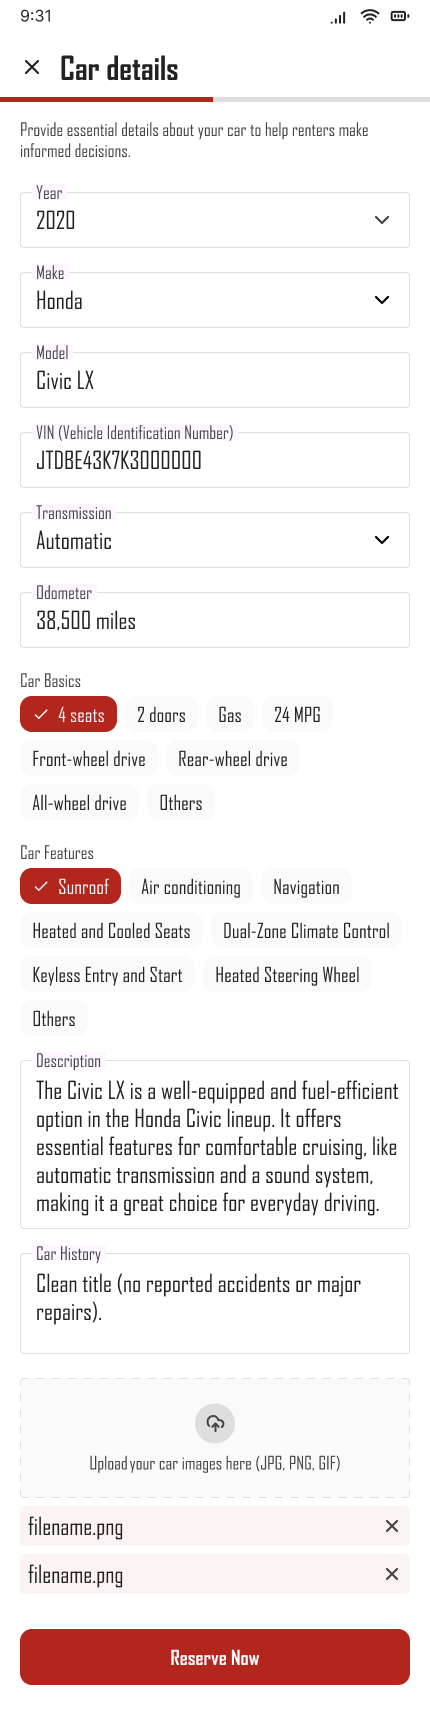 9:31
Car details
Provide essential details about your car to help renters make
informed decisions.
Year
2020
Make
Honda
Model
Civic LX
VIN (Vehicle Identification Number)
JTDBE43K7K3000000
Transmission
Automatic
Odometer
38,500 miles
Car Basics
4 seats 2 doors Gas 24 MPG
Front-wheel drive Rear-wheel drive
All-wheel drive Others
Car Features
Sunroof Air conditioning Navigation
Heated and Cooled Seats Dual-Zone Climate Control
Keyless Entry and Start Heated Steering Wheel
Others
Description
The Civic LX is a well-equipped and fuel-efficient
option in the Honda Civic lineup. It offers
essential features for comfortable cruising, like
automatic transmission and a sound system,
making it a great choice for everyday driving.
Car History
Clean title (no reported accidents or major
repairs).
Upload your car images here (JPG, PNG, GIF)
filename.png
filename.png
Reserve Now